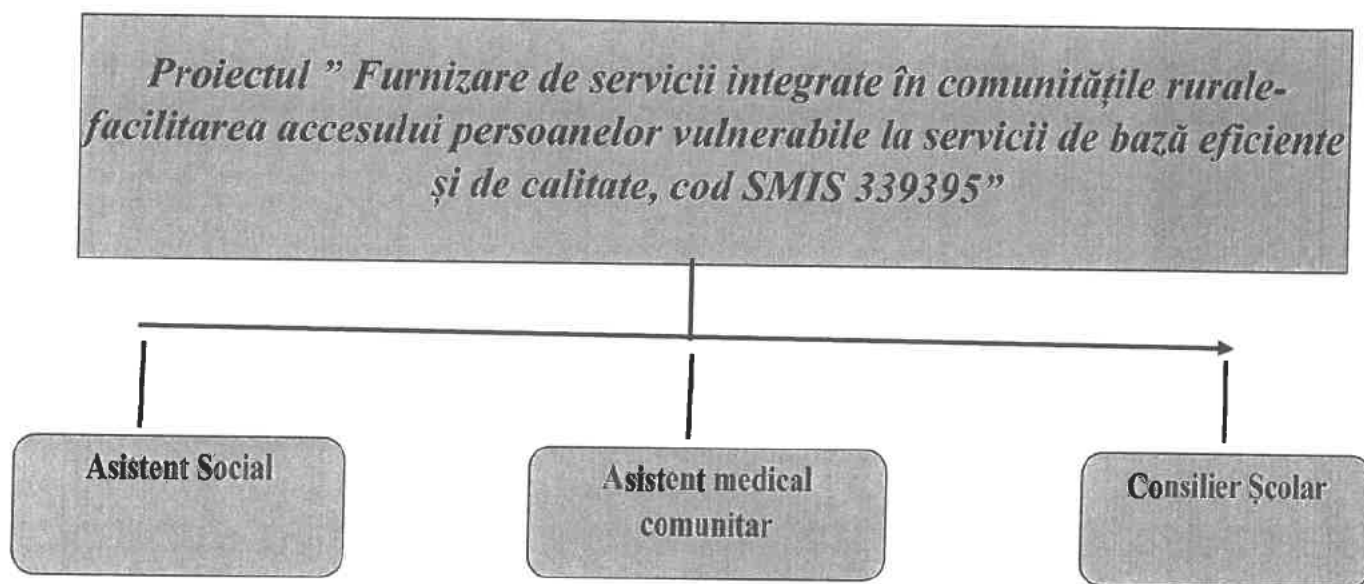 Proiectul ” Furnizare de servicii integrate în comunitățile rurale-
facilitarea accesului persoanelor vulnerabile la servicii de bază eficiente
și de calitate, cod SMIS 339395”
Asistent Social
Asistent medical
comunitar
Consilier Școlar